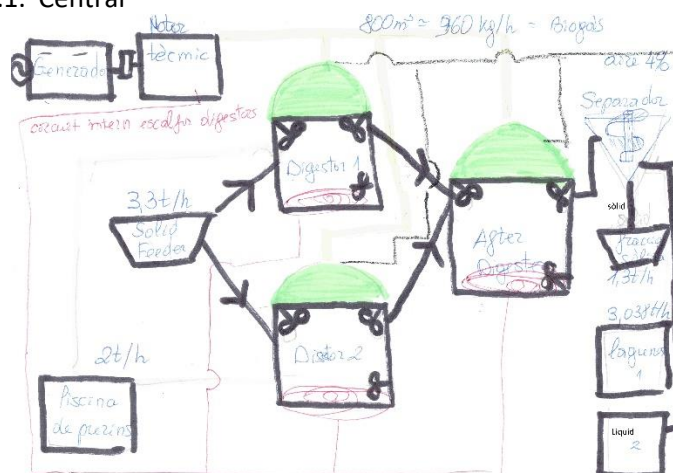 .1. Central
Motor
tèrmic
Generador
800m³ = 960 kg/h = Biogàs
aire 4%
Separador
circuit intern escalfor digestors
Digestor 1
3,3t/h
Solid
Feeder
After
Digestor
sòlid
fracció
sòlida
1,3t/h
3,038t/h
laguna
1
2t/h
Digestor 2
Piscina
de purins
Liquid
2